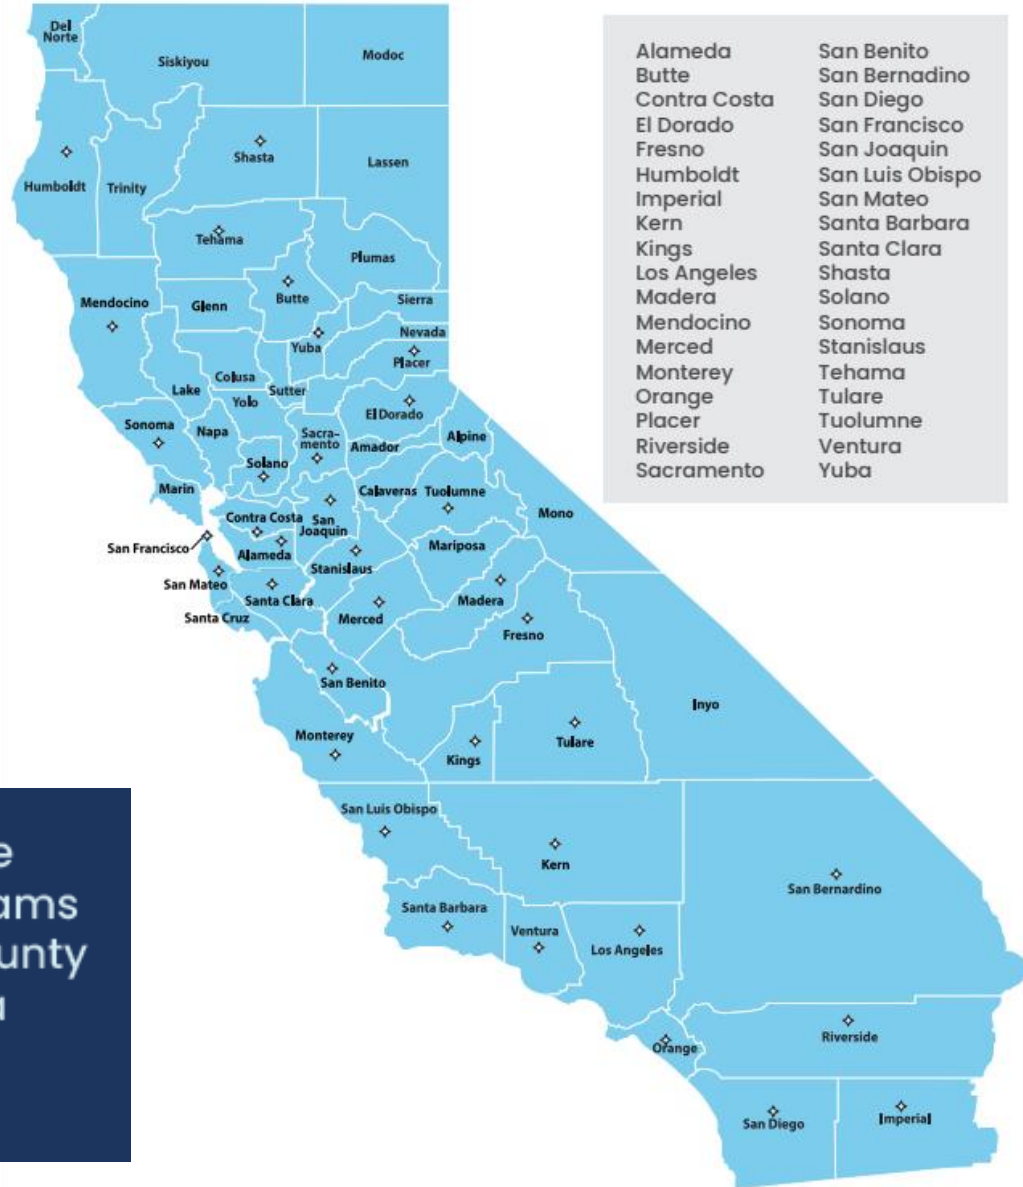 Del
Norte
Siskiyou
Modoc
Shasta
Lassen
Humboldt
Trinity
Tehama
Plumas
Mendocino
Glenn
Butte
Sierra
Nevada
Yuba
Placer
Colusa
Lake
Sutter
Yolo
El Dorado
Sonoma
Napa
Sacra-
mento
Amador
Alpine
Solano
Marin
Calaveras
Tuolumne
Contra Costa
San
Joaquin
Mono
San Francisco
Alameda
Mariposa
Stanislaus
San Mateo
Santa Clara
Madera
Santa Cruz
Merced
Fresno
San Benito
Inyo
Monterey
Kings
Tulare
San Luis Obispo
Kern
San Bernardino
Santa Barbara
Ventura
Los Angeles
Orange
Riverside
San Diego
Imperial
Alameda
Butte
Contra Costa
El Dorado
Fresno
Humboldt
Imperial
Kern
Kings
Los Angeles
Madera
Mendocino
Merced
Monterey
Orange
Placer
Riverside
Sacramento
San Benito
San Bernadino
San Diego
San Francisco
San Joaquin
San Luis Obispo
San Mateo
Santa Barbara
Santa Clara
Shasta
Solano
Sonoma
Stanislaus
Tehama
Tulare
Tuolumne
Ventura
Yuba
e
ams
unty
a